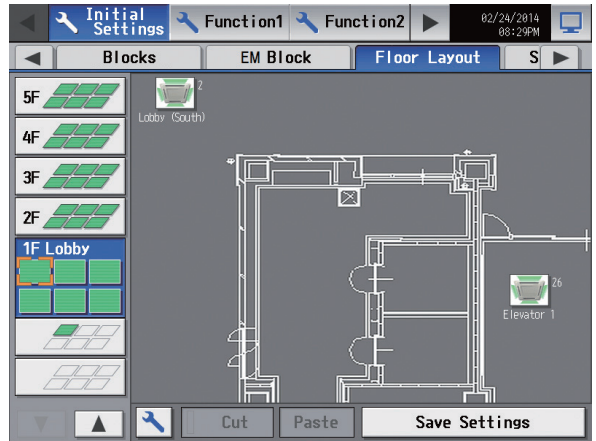 Initial
Settings
Function1
Function2
02/24/2014
08:29PM
Blocks
EM Block
Floor Layout
S
5F
4F
3F
2F
1F Lobby
2
Lobby (South)
26
Elevator 1
Cut
Paste
Save Settings